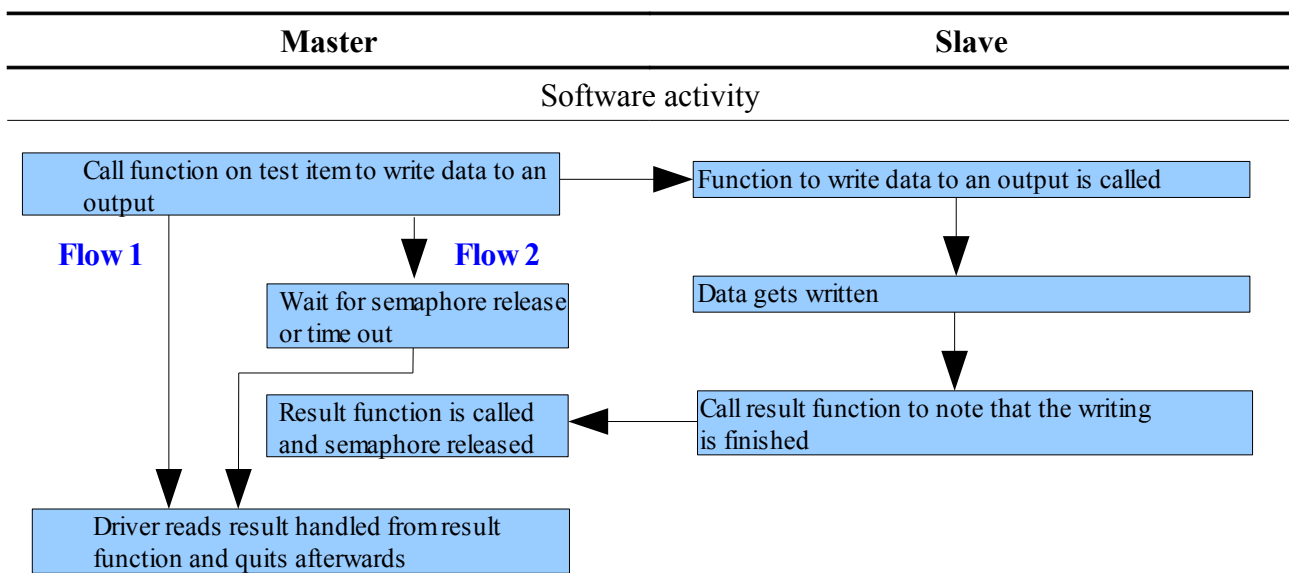 Master
Slave
Software activity
Call function on test item to write data to an
output
Function to write data to an output is called
Flow 1
Flow 2
Wait for semaphore release
or time out
Data gets written
Result function is called
and semaphore released
Call result function to note that the writing
is finished
Driver reads result handled from result
function and quits afterwards